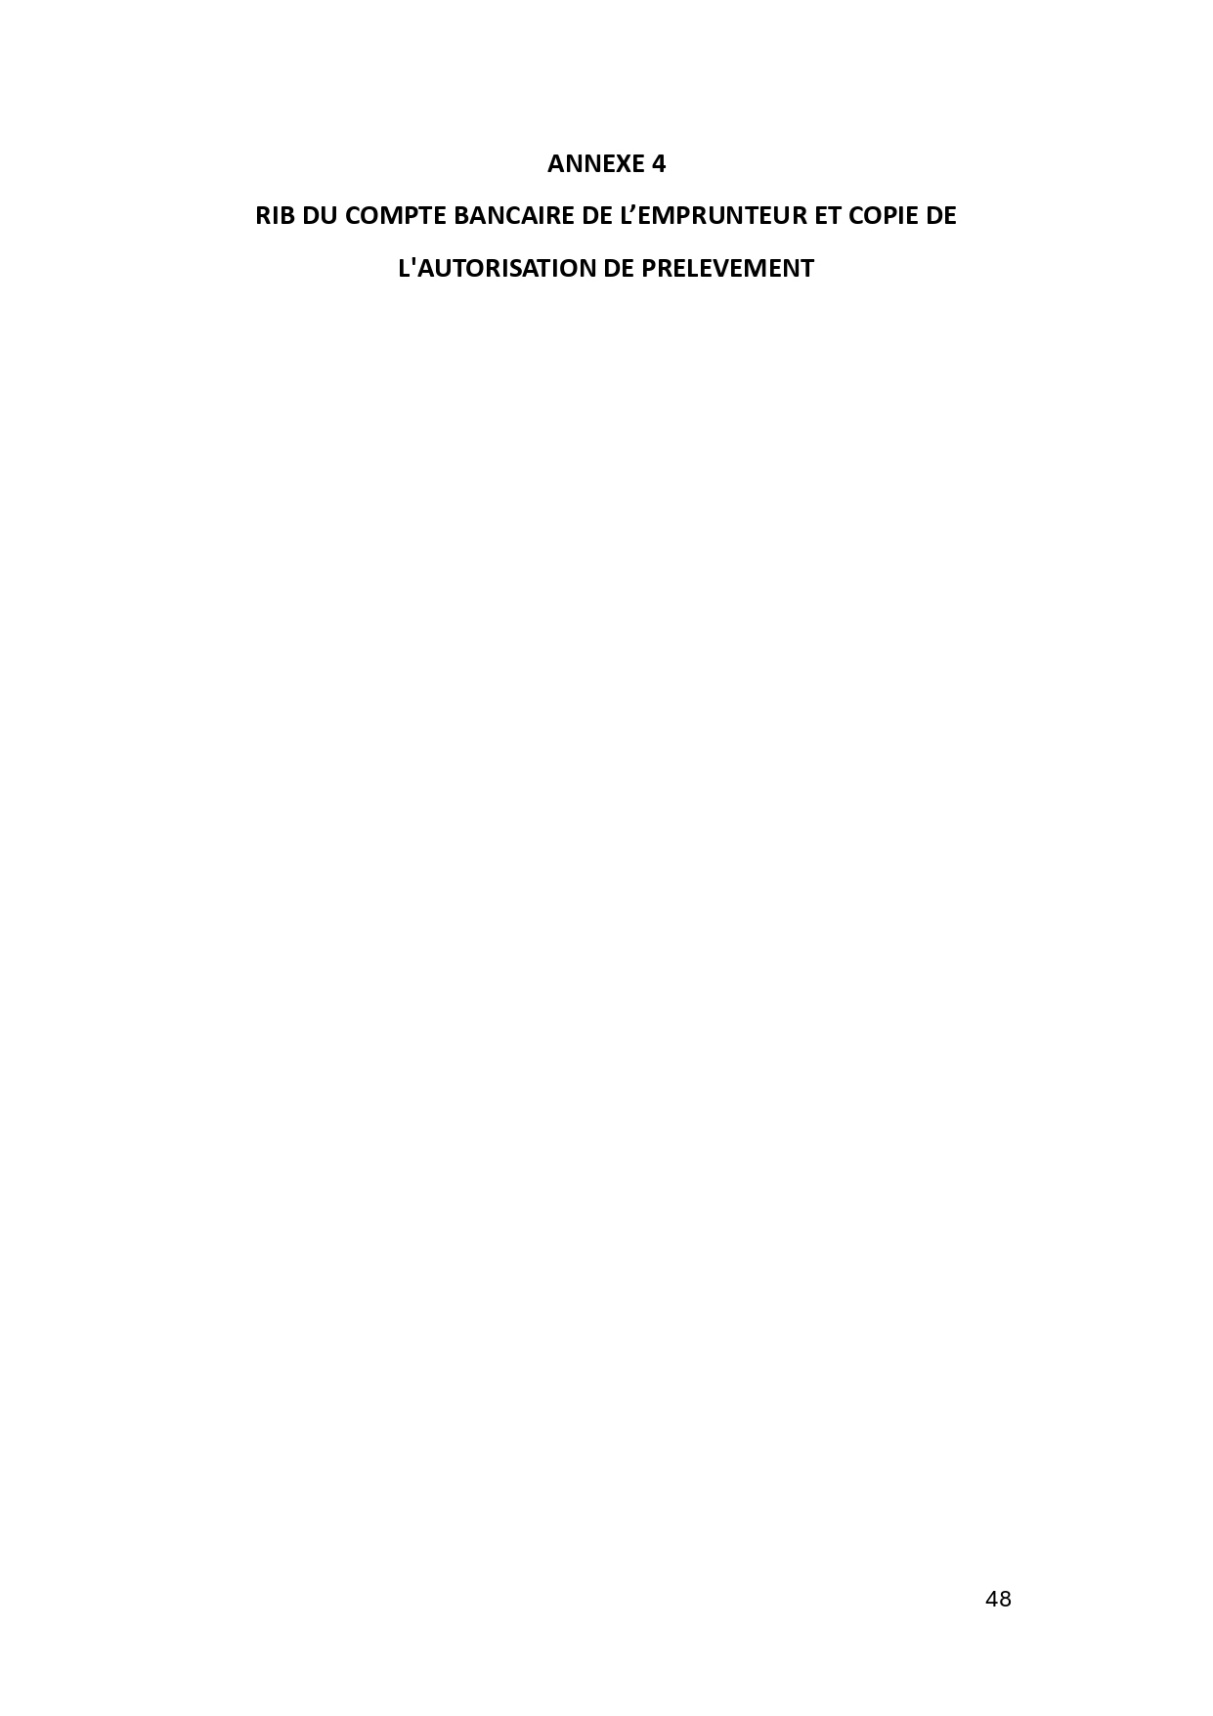 ANNEXE 4
RIB DU COMPTE BANCAIRE DE L’EMPRUNTEUR ET COPIE DE
L'AUTORISATION DE PRELEVEMENT
48